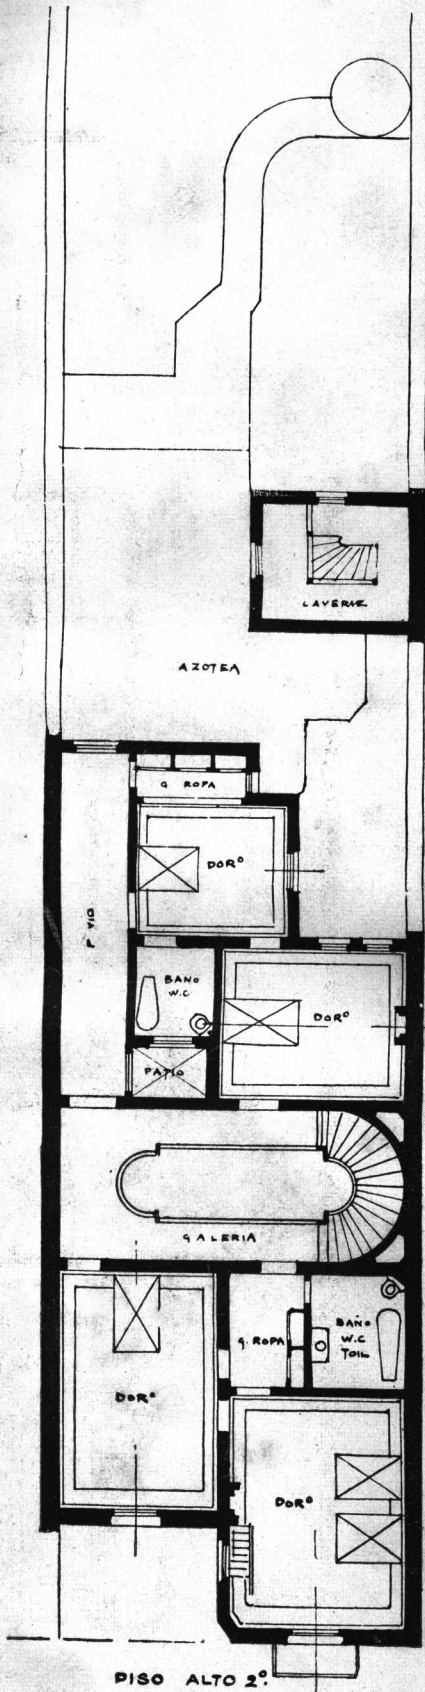 LAVERIE
AZOTEA
G ROPA
DORº
BAÑO
W.C
DORº
PATIO
GALERIA
G. ROPA
BAÑO
W.C
TOIL
DORº
DORº
PISO ALTO 2º.